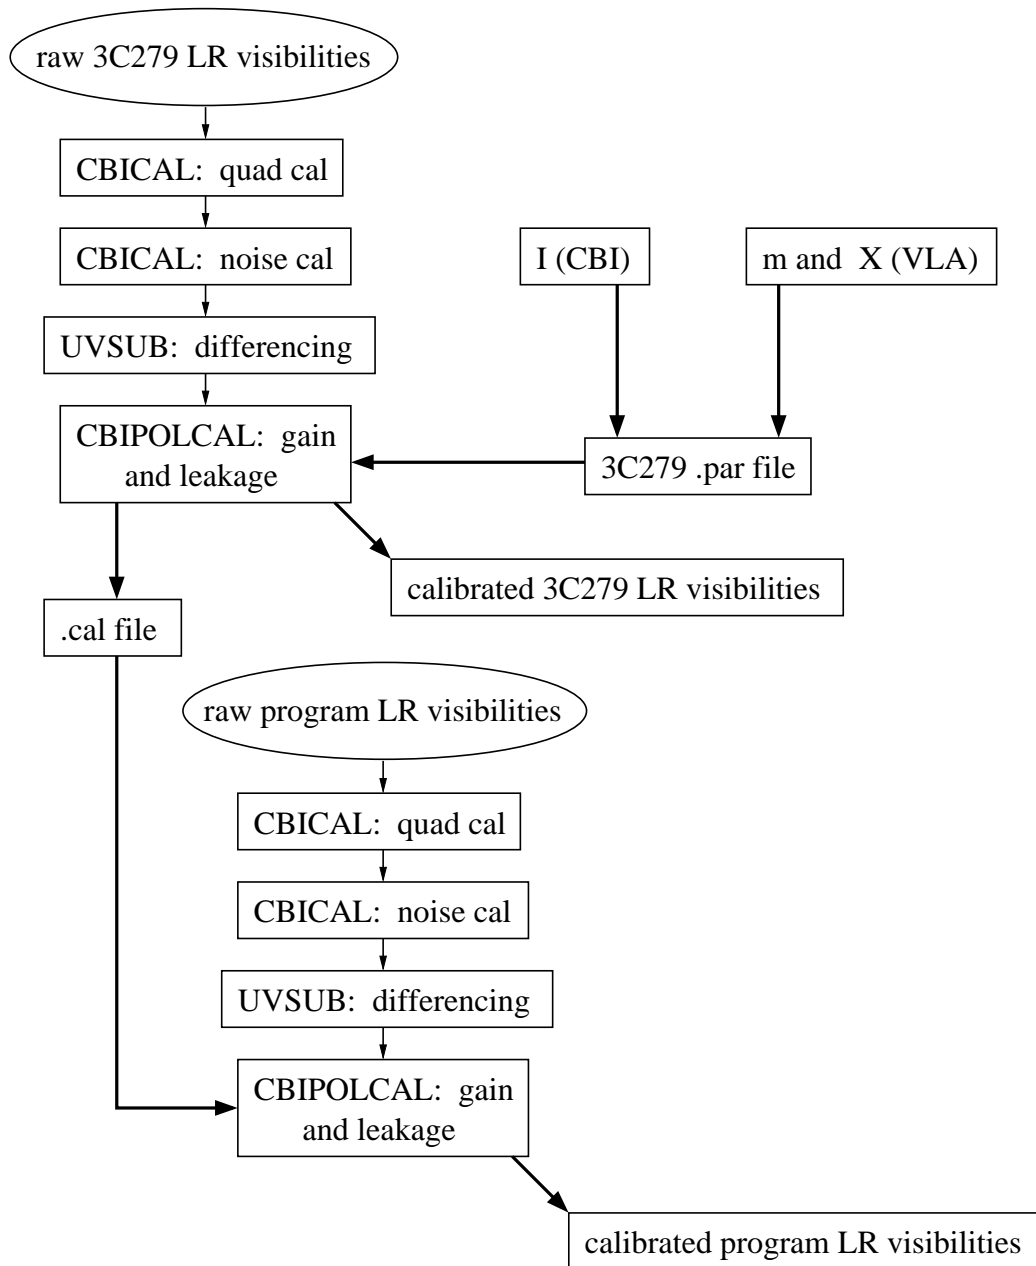 raw 3C279 LR visibilities
CBICAL: quad cal
CBICAL: noise cal
I (CBI)
m and X (VLA)
UVSUB: differencing
CBIPOLCAL: gain
and leakage
3C279 .par file
calibrated 3C279 LR visibilities
.cal file
raw program LR visibilities
CBICAL: quad cal
CBICAL: noise cal
UVSUB: differencing
CBIPOLCAL: gain
and leakage
calibrated program LR visibilities